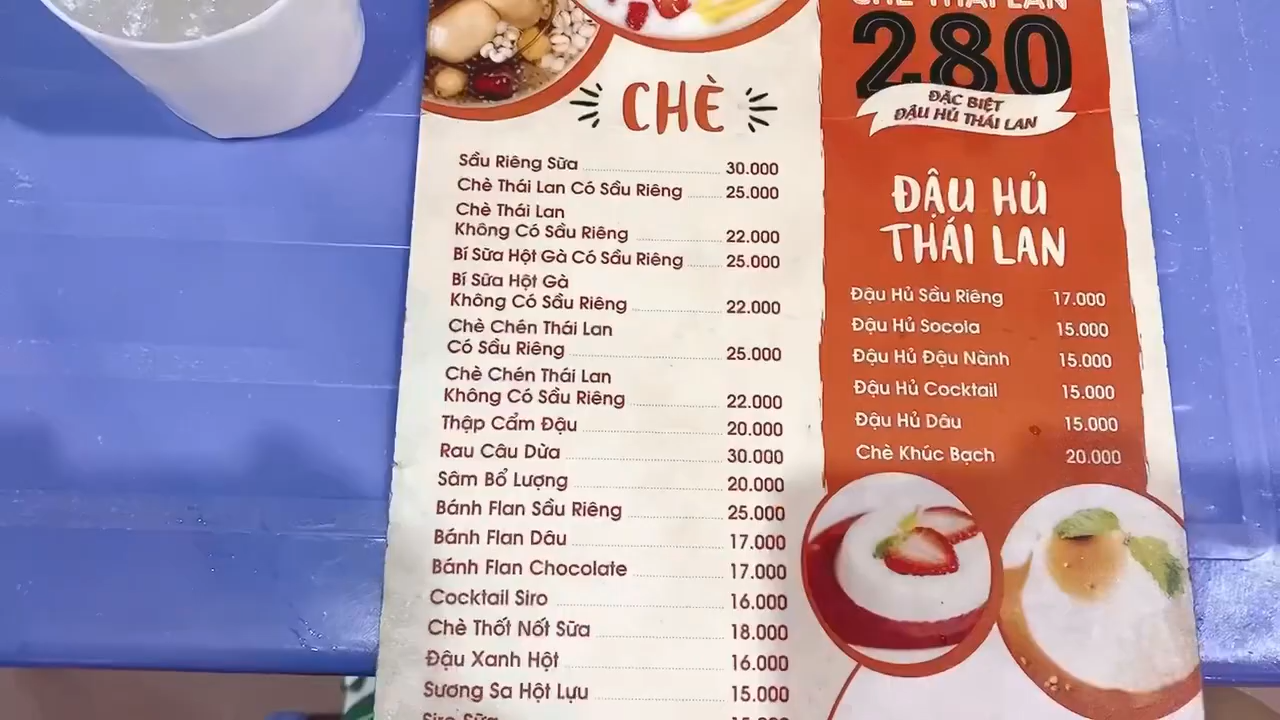 CHÈ
Sầu Riêng Sữa 30.000
Chè Thái Lan Có Sầu Riêng 25.000
Chè Thái Lan
Không Có Sầu Riêng 22.000
Bí Sữa Hột Gà Có Sầu Riêng 25.000
Bí Sữa Hột Gà
Không Có Sầu Riêng 22.000
Chè Chén Thái Lan
Có Sầu Riêng 25.000
Chè Chén Thái Lan
Không Có Sầu Riêng 22.000
Thập Cẩm Đậu 20.000
Rau Câu Dừa 30.000
Sâm Bổ Lượng 20.000
Bánh Flan Sầu Riêng 25.000
Bánh Flan Dâu 17.000
Bánh Flan Chocolate 17.000
Cocktail Siro 16.000
Chè Thốt Nốt Sữa 18.000
Đậu Xanh Hột 16.000
Sương Sa Hột Lựu 15.000
Siro Sữa 15.000
CHÈ THÁI LAN
280
ĐẶC BIỆT
ĐẬU HỦ THÁI LAN
ĐẬU HỦ
THÁI LAN
Đậu Hủ Sầu Riêng 17.000
Đậu Hủ Socola 15.000
Đậu Hủ Đậu Nành 15.000
Đậu Hủ Cocktail 15.000
Đậu Hủ Dâu 15.000
Chè Khúc Bạch 20.000